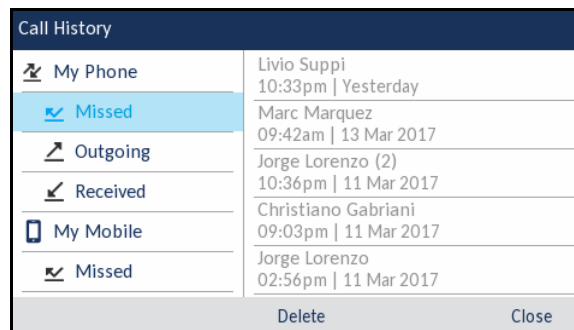 Call History
My Phone
Missed
Outgoing
Received
My Mobile
Missed
Livio Suppi
10:33pm | Yesterday
Marc Marquez
09:42am | 13 Mar 2017
Jorge Lorenzo (2)
10:36pm | 11 Mar 2017
Christiano Gabriani
09:03pm | 11 Mar 2017
Jorge Lorenzo
02:56pm | 11 Mar 2017
Delete
Close